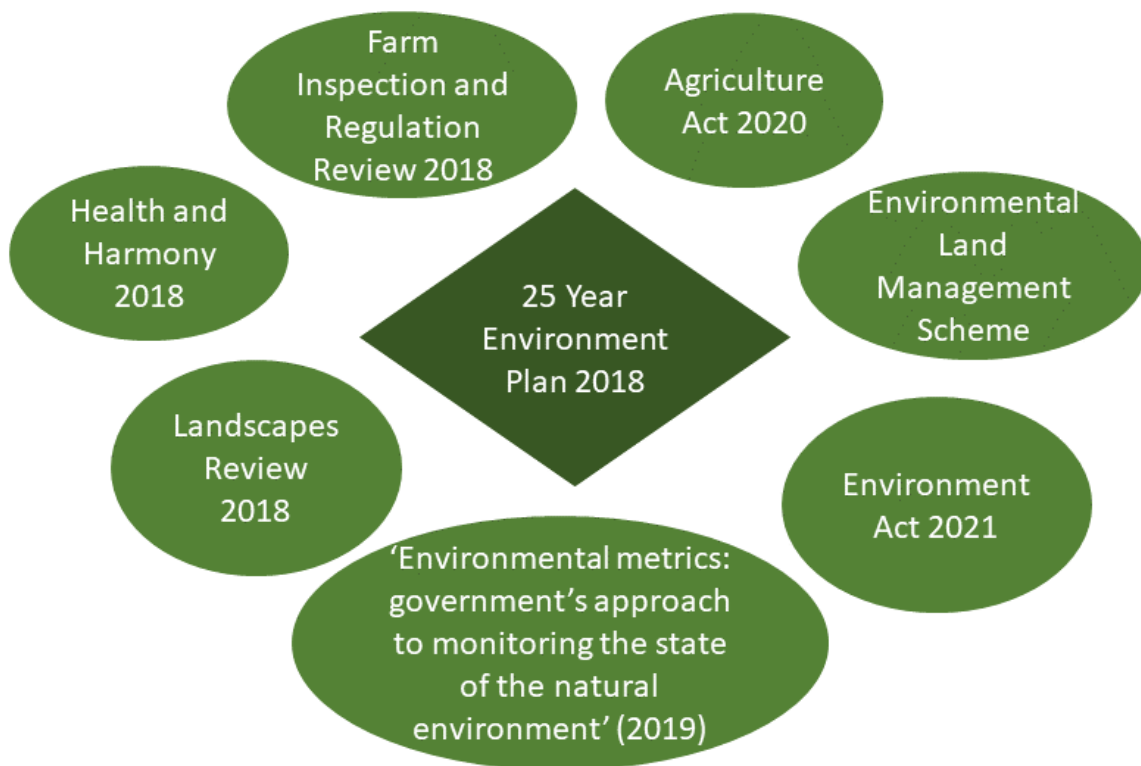 Farm
Inspection and
Regulation
Review 2018
Agriculture
Act 2020
Health and
Harmony
2018
Environmental
Land
Management
Scheme
25 Year
Environment
Plan 2018
Landscapes
Review
2018
Environment
Act 2021
‘Environmental metrics:
government’s approach
to monitoring the state
of the natural
environment’ (2019)